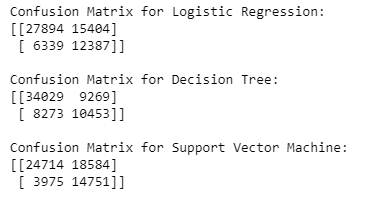 Confusion Matrix for Logistic Regression:
[[27894 15404]
 [ 6339 12387]]
Confusion Matrix for Decision Tree:
[[34029  9269]
 [ 8273 10453]]
Confusion Matrix for Support Vector Machine:
[[24714 18584]
 [ 3975 14751]]